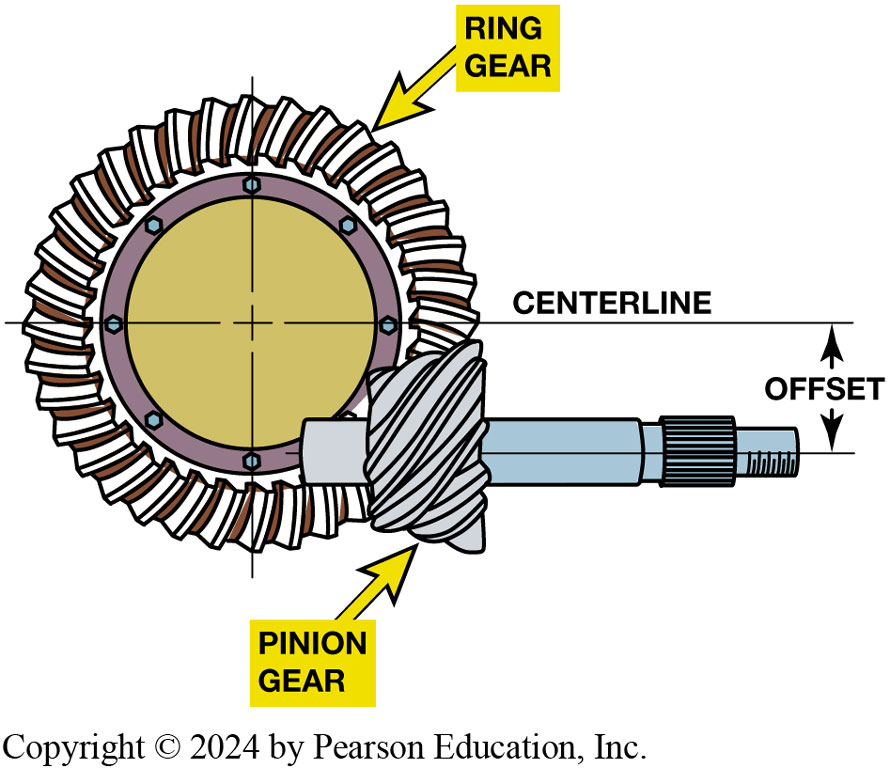 RING
GEAR
CENTERLINE
OFFSET
PINION
GEAR
Copyright © 2024 by Pearson Education, Inc.